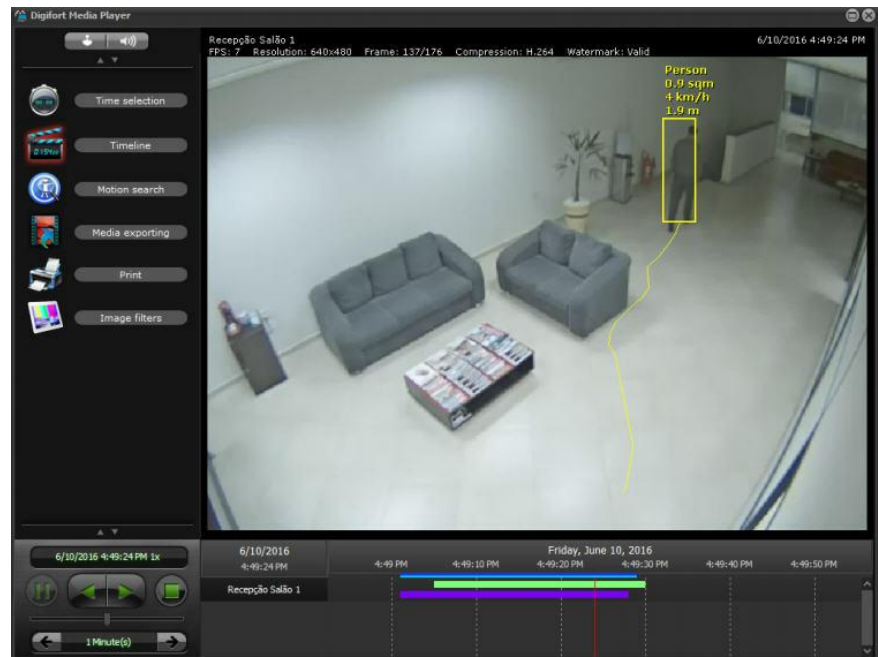 Digifort Media Player
Recepção Salão 1
6/10/2016 4:49:24 PM
FPS: 7 Resolution: 640x480 Frame: 137/176 Compression: H.264 Watermark: Valid
Person
0.9 sqm
4 km/h
1.9 m
Time selection
Timeline
Motion search
Media exporting
Print
Image filters
6/10/2016 4:49:24 PM 1x
1 Minute(s)
6/10/2016
4:49:24 PM
Friday, June 10, 2016
4:49 PM 4:49:10 PM 4:49:20 PM 4:49:30 PM 4:49:40 PM 4:49:50 PM
Recepção Salão 1